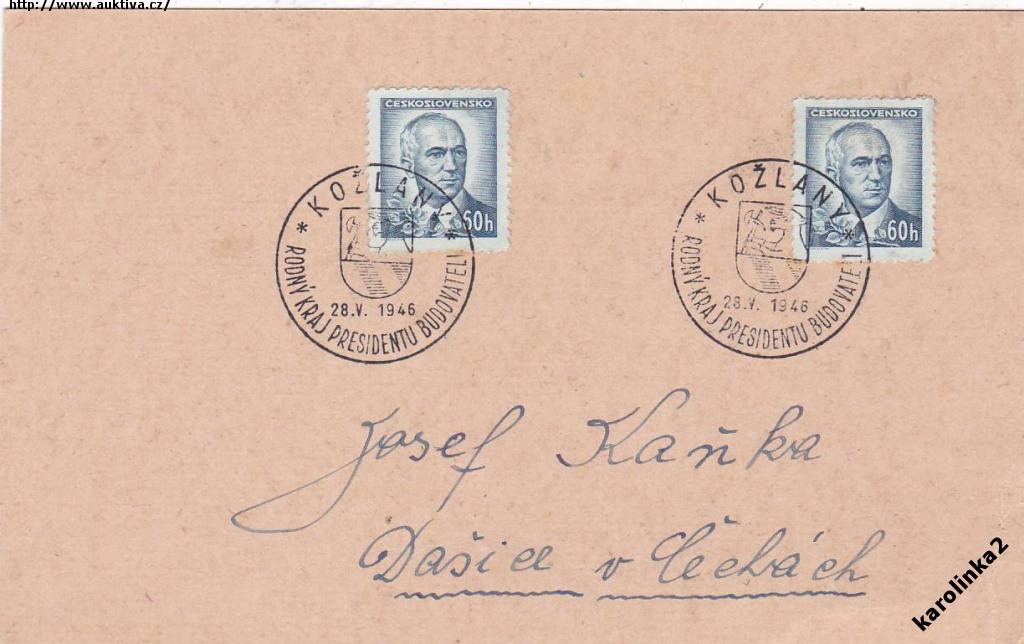 http://www.auktiva.cz/
ČESKOSLOVENSKO
60h
ČESKOSLOVENSKO
60h
* KOŽLANY *
RODNÝ KRAJ PRESIDENTU BUDOVATELI
28.V. 1946
* KOŽLANY *
RODNÝ KRAJ PRESIDENTU BUDOVATELI
28.V. 1946
Josef Kaňka
Dašice v Čechách
karolinka2